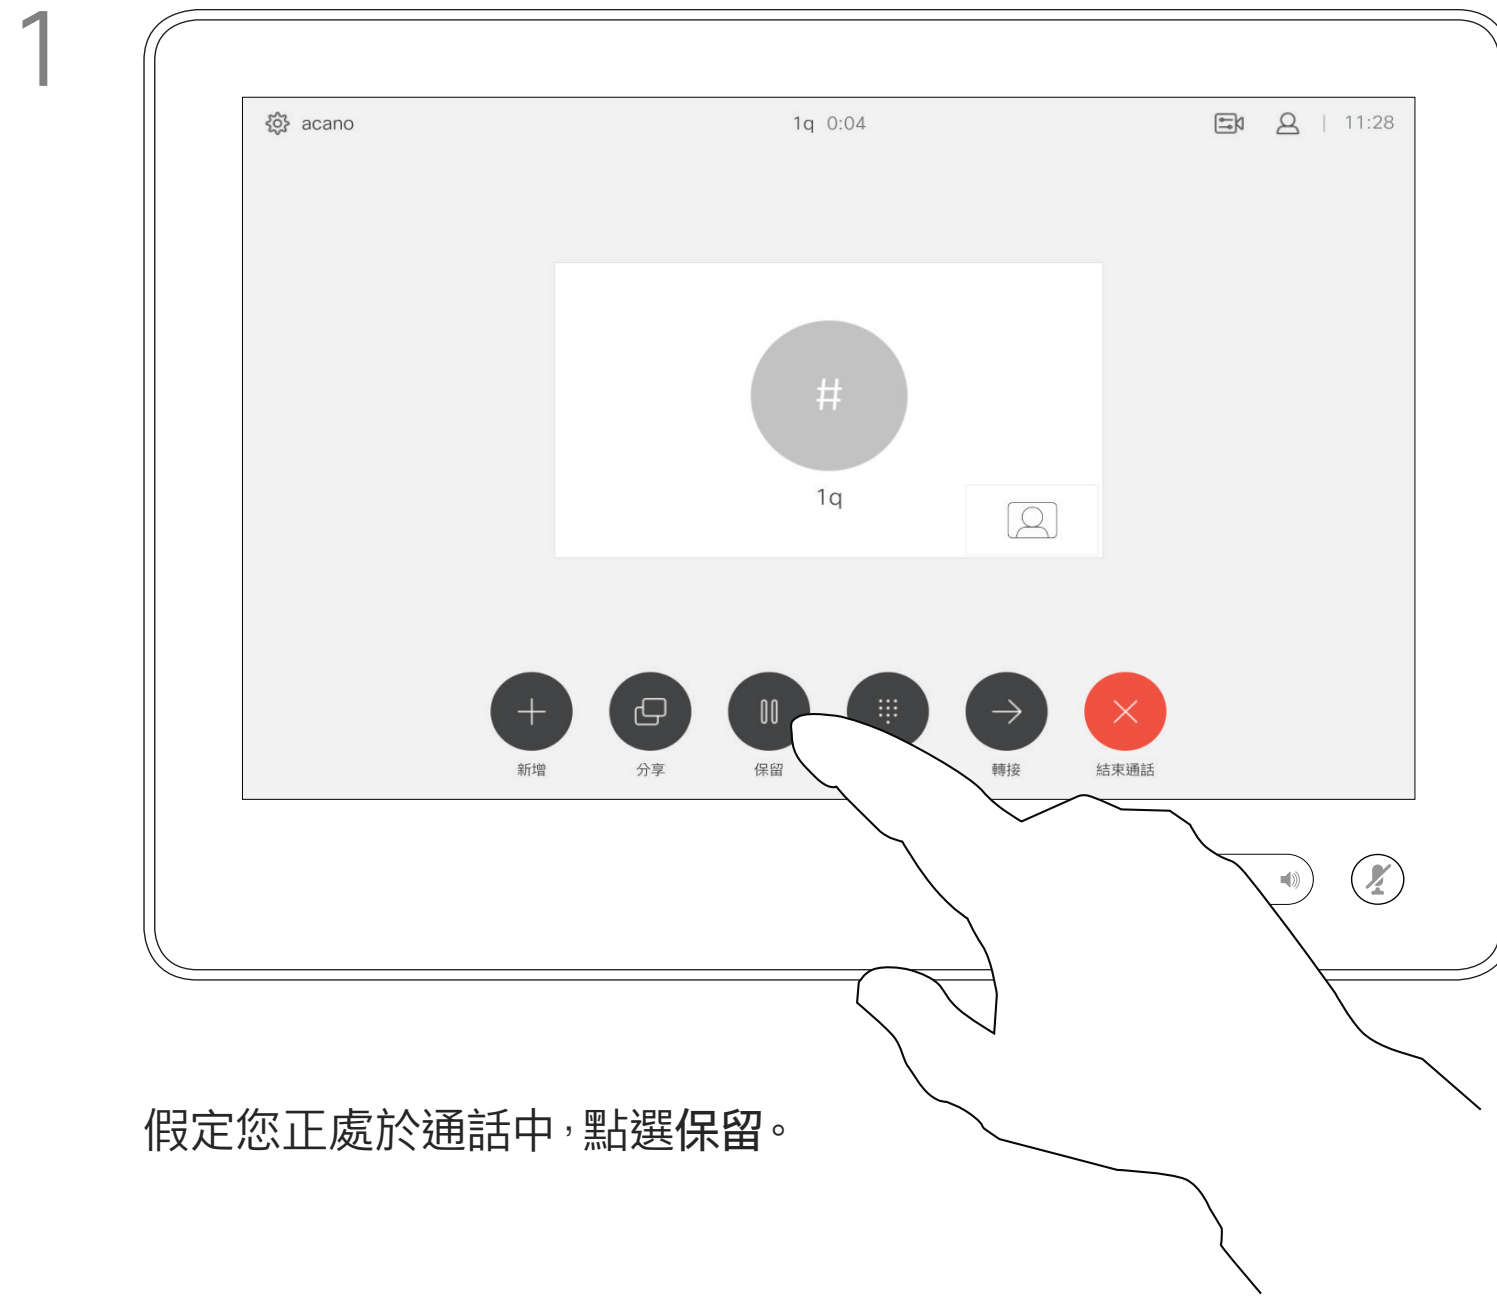 1
acano 1q 0:04 11:28
#
1q
新增 分享 保留 轉接 結束通話
假定您正處於通話中，點選保留。